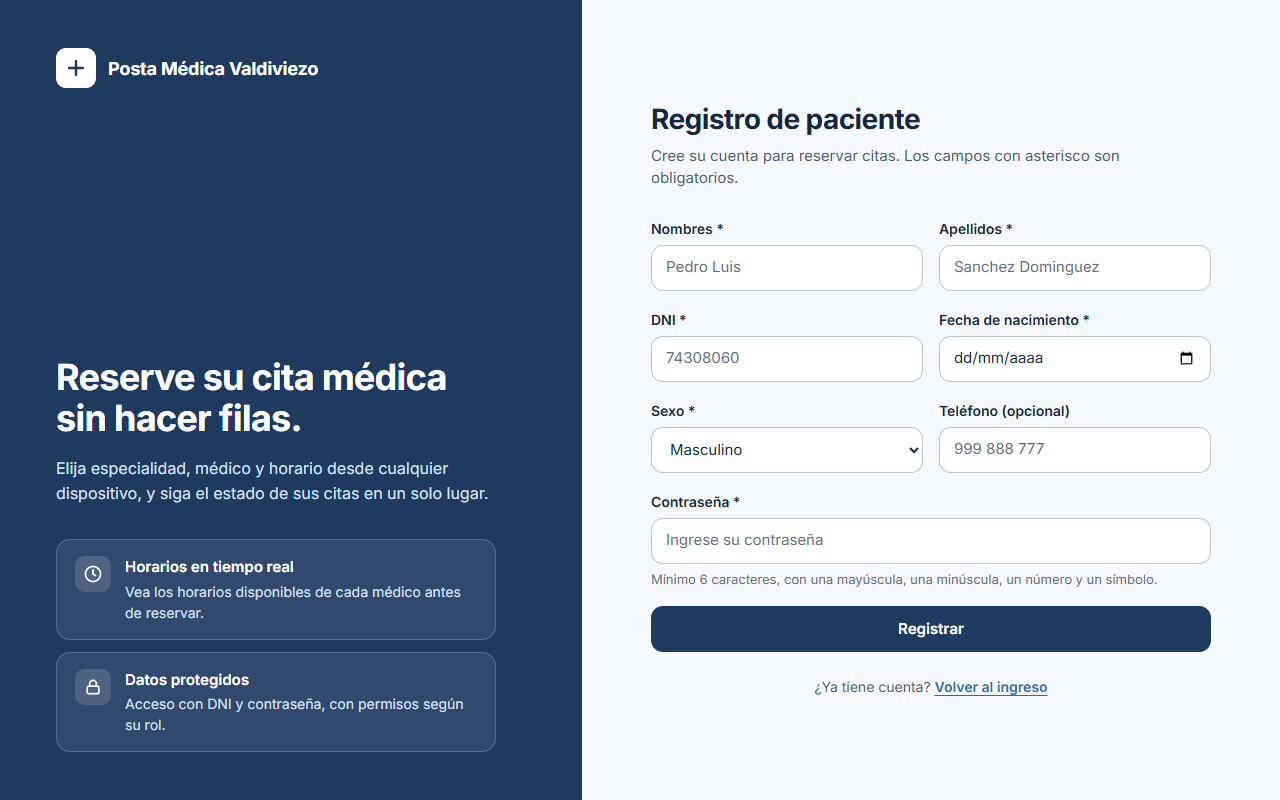 Posta Médica Valdiviezo
Reserve su cita médica
sin hacer filas.
Elija especialidad, médico y horario desde cualquier
dispositivo, y siga el estado de sus citas en un solo lugar.
Horarios en tiempo real
Vea los horarios disponibles de cada médico antes
de reservar.
Datos protegidos
Acceso con DNI y contraseña, con permisos según
su rol.
Registro de paciente
Cree su cuenta para reservar citas. Los campos con asterisco son
obligatorios.
Nombres * Apellidos *
Pedro Luis Sanchez Dominguez
DNI * Fecha de nacimiento *
74308060 dd/mm/aaaa
Sexo * Teléfono (opcional)
Masculino 999 888 777
Contraseña *
Ingrese su contraseña
Mínimo 6 caracteres, con una mayúscula, una minúscula, un número y un símbolo.
Registrar
¿Ya tiene cuenta? Volver al ingreso